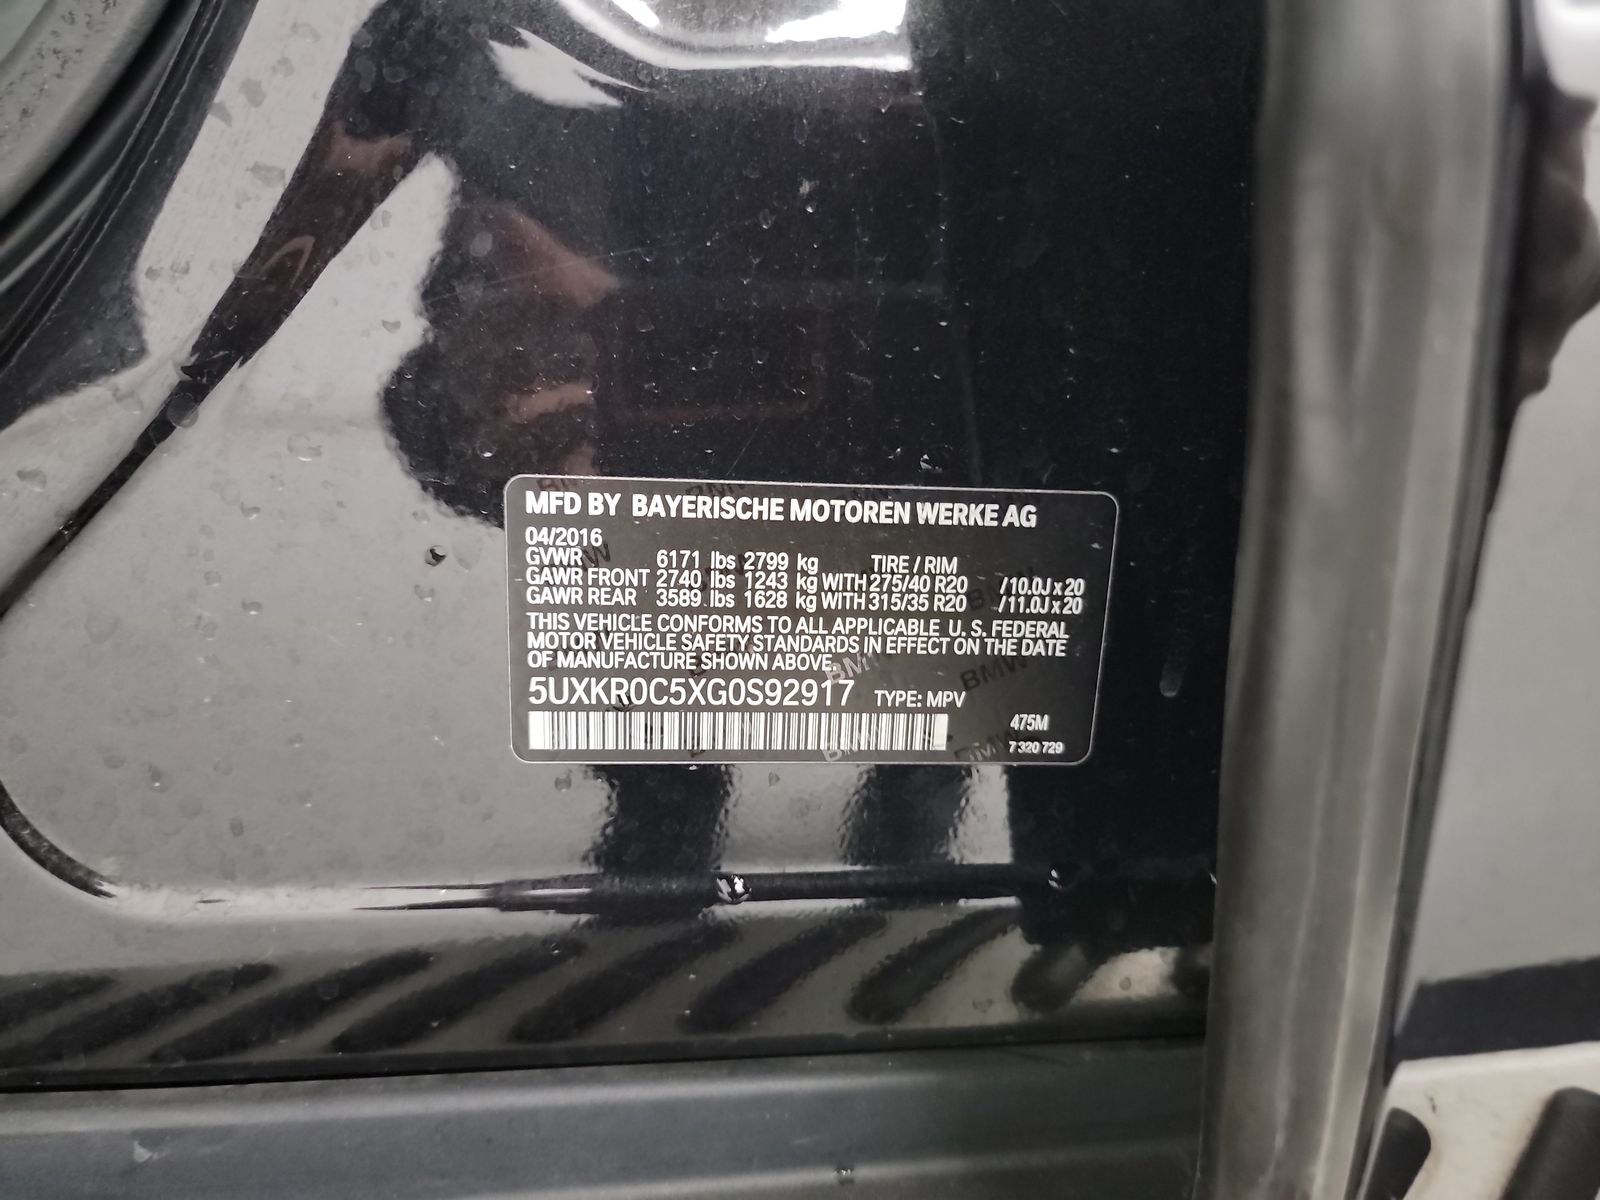 MFD BY BAYERISCHE MOTOREN WERKE AG
04/2016
GVWR 6171 lbs 2799 kg TIRE / RIM
GAWR FRONT 2740 lbs 1243 kg WITH 275/40 R20 /10.0J x 20
GAWR REAR 3589 lbs 1628 kg WITH 315/35 R20 /11.0J x 20
THIS VEHICLE CONFORMS TO ALL APPLICABLE U. S. FEDERAL
MOTOR VEHICLE SAFETY STANDARDS IN EFFECT ON THE DATE
OF MANUFACTURE SHOWN ABOVE.
5UXKR0C5XG0S92917 TYPE: MPV
475M
7 320 729